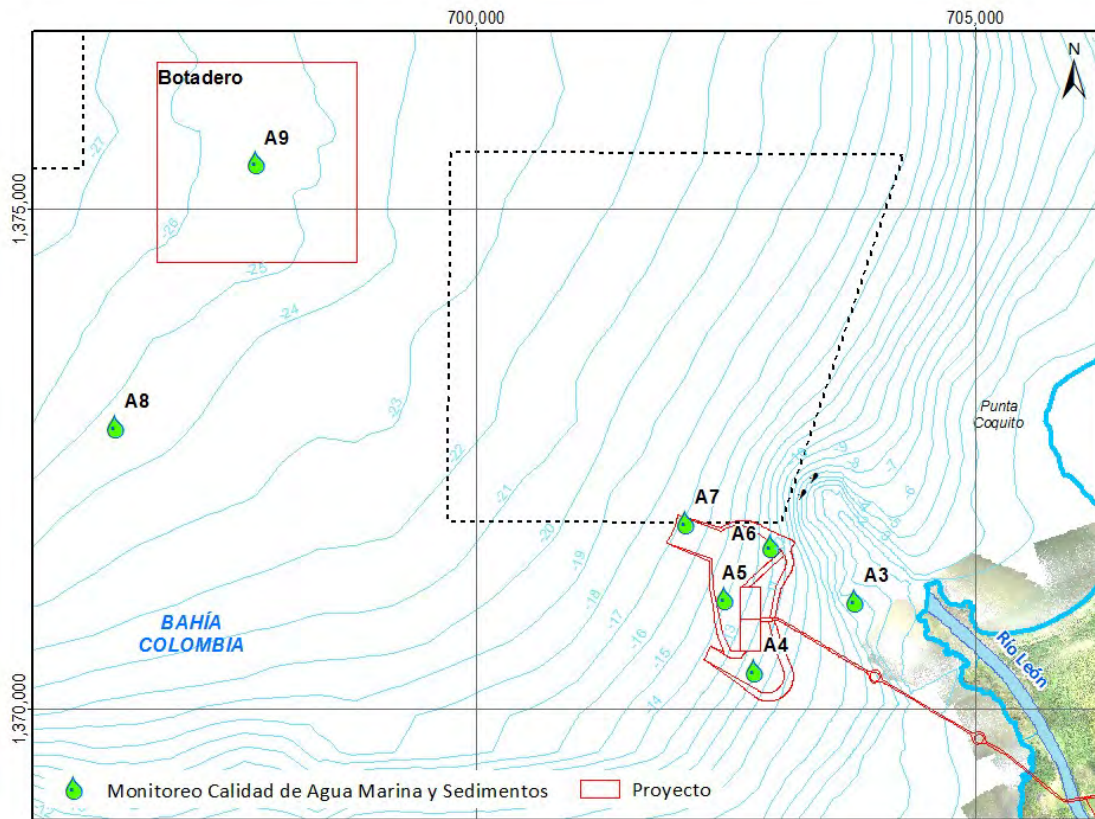 700,000
705,000
N
Botadero
A9
-27
1,375,000
-26
-25
-24
A8
-23
Punta
Coquito
-22
-10
-9
-8
-7
-6
-21
A7
-20
A6
-19
A5
A3
-18
BAHÍA
COLOMBIA
-17
-13
-16
A4
Río León
-15
-14
1,370,000
Monitoreo Calidad de Agua Marina y Sedimentos
Proyecto